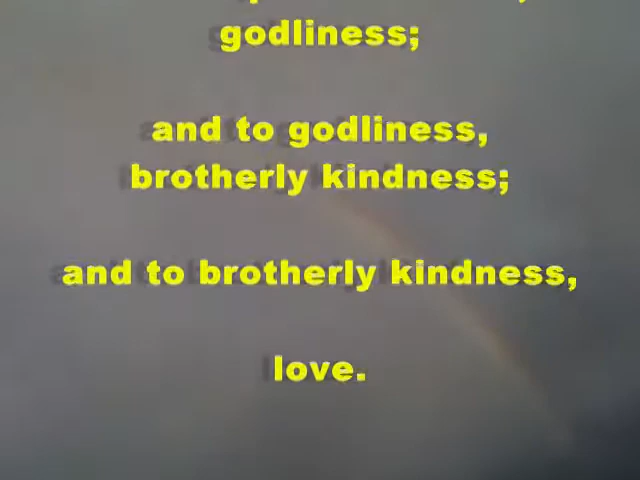 godliness;
and to godliness,
brotherly kindness;
and to brotherly kindness,
love.